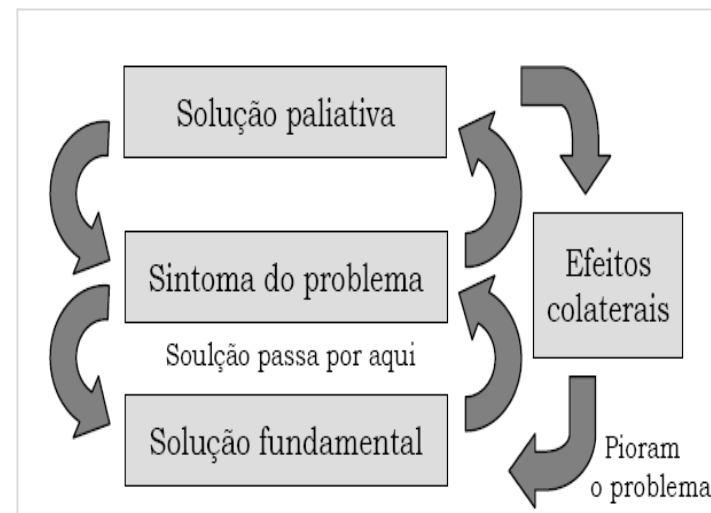 Solução paliativa
Sintoma do problema
Efeitos
colaterais
Soulção passa por aqui
Solução fundamental
Pioram
o problema